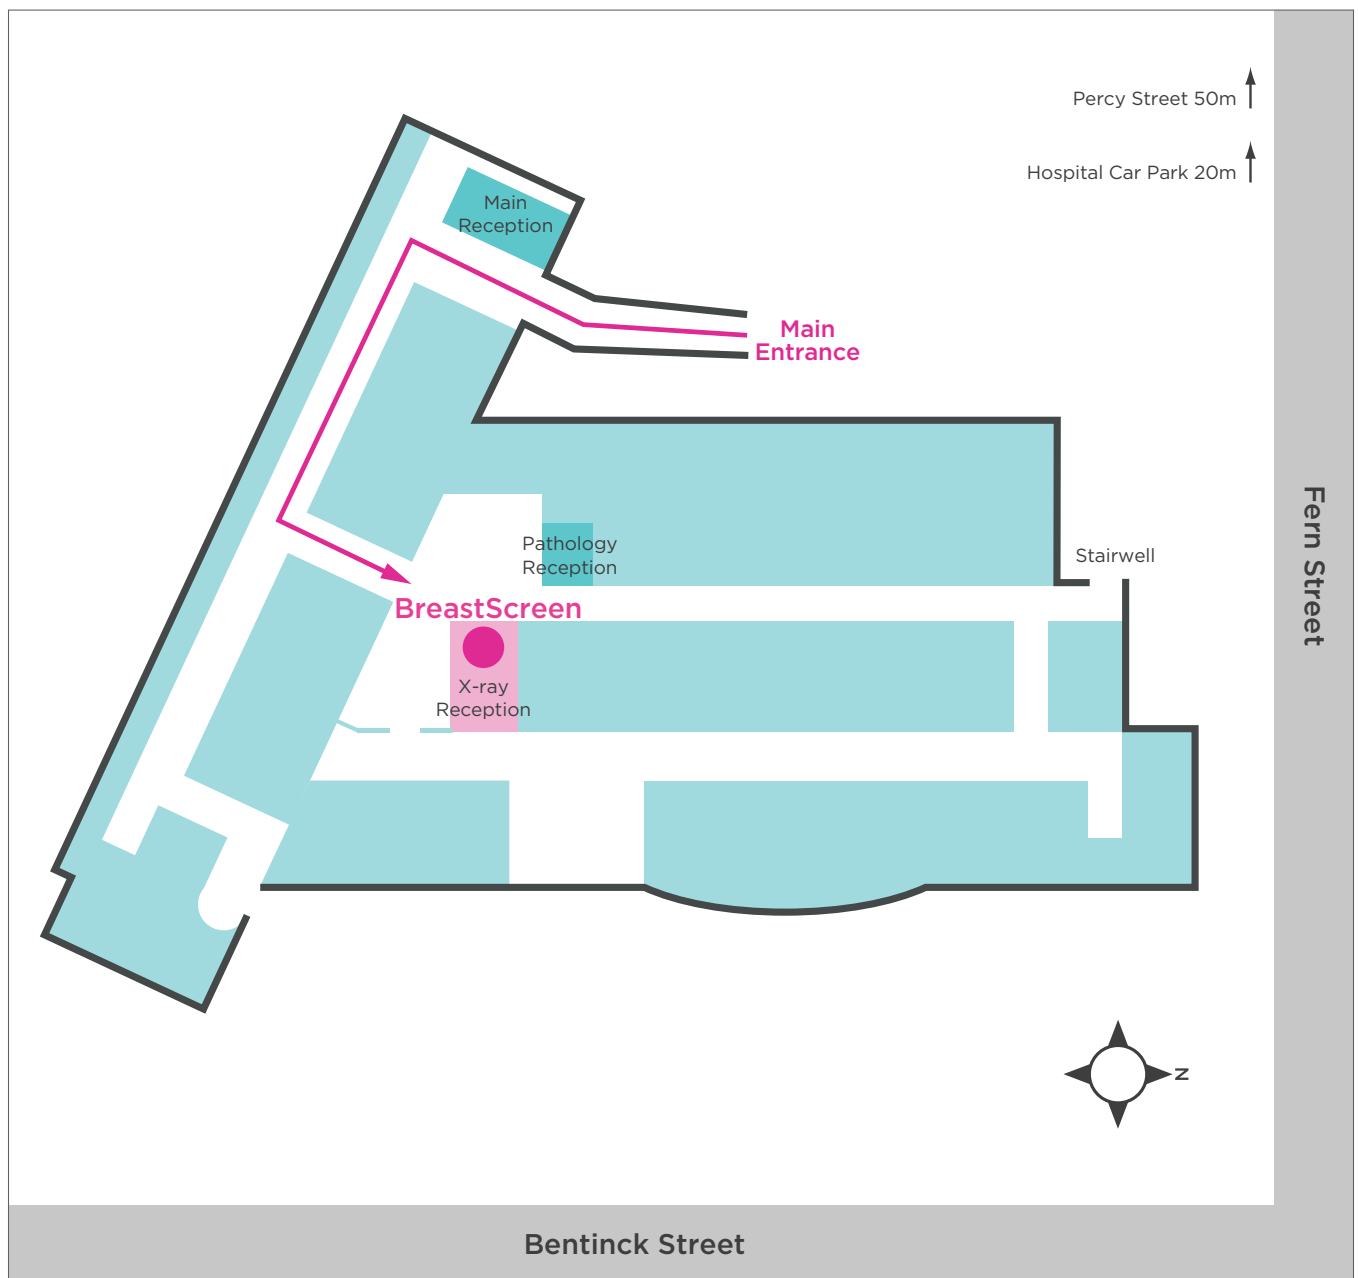 Percy Street 50m
Hospital Car Park 20m
Main
Reception
Main
Entrance
Pathology
Reception
Stairwell
Fern Street
BreastScreen
X-ray
Reception
N
Bentinck Street